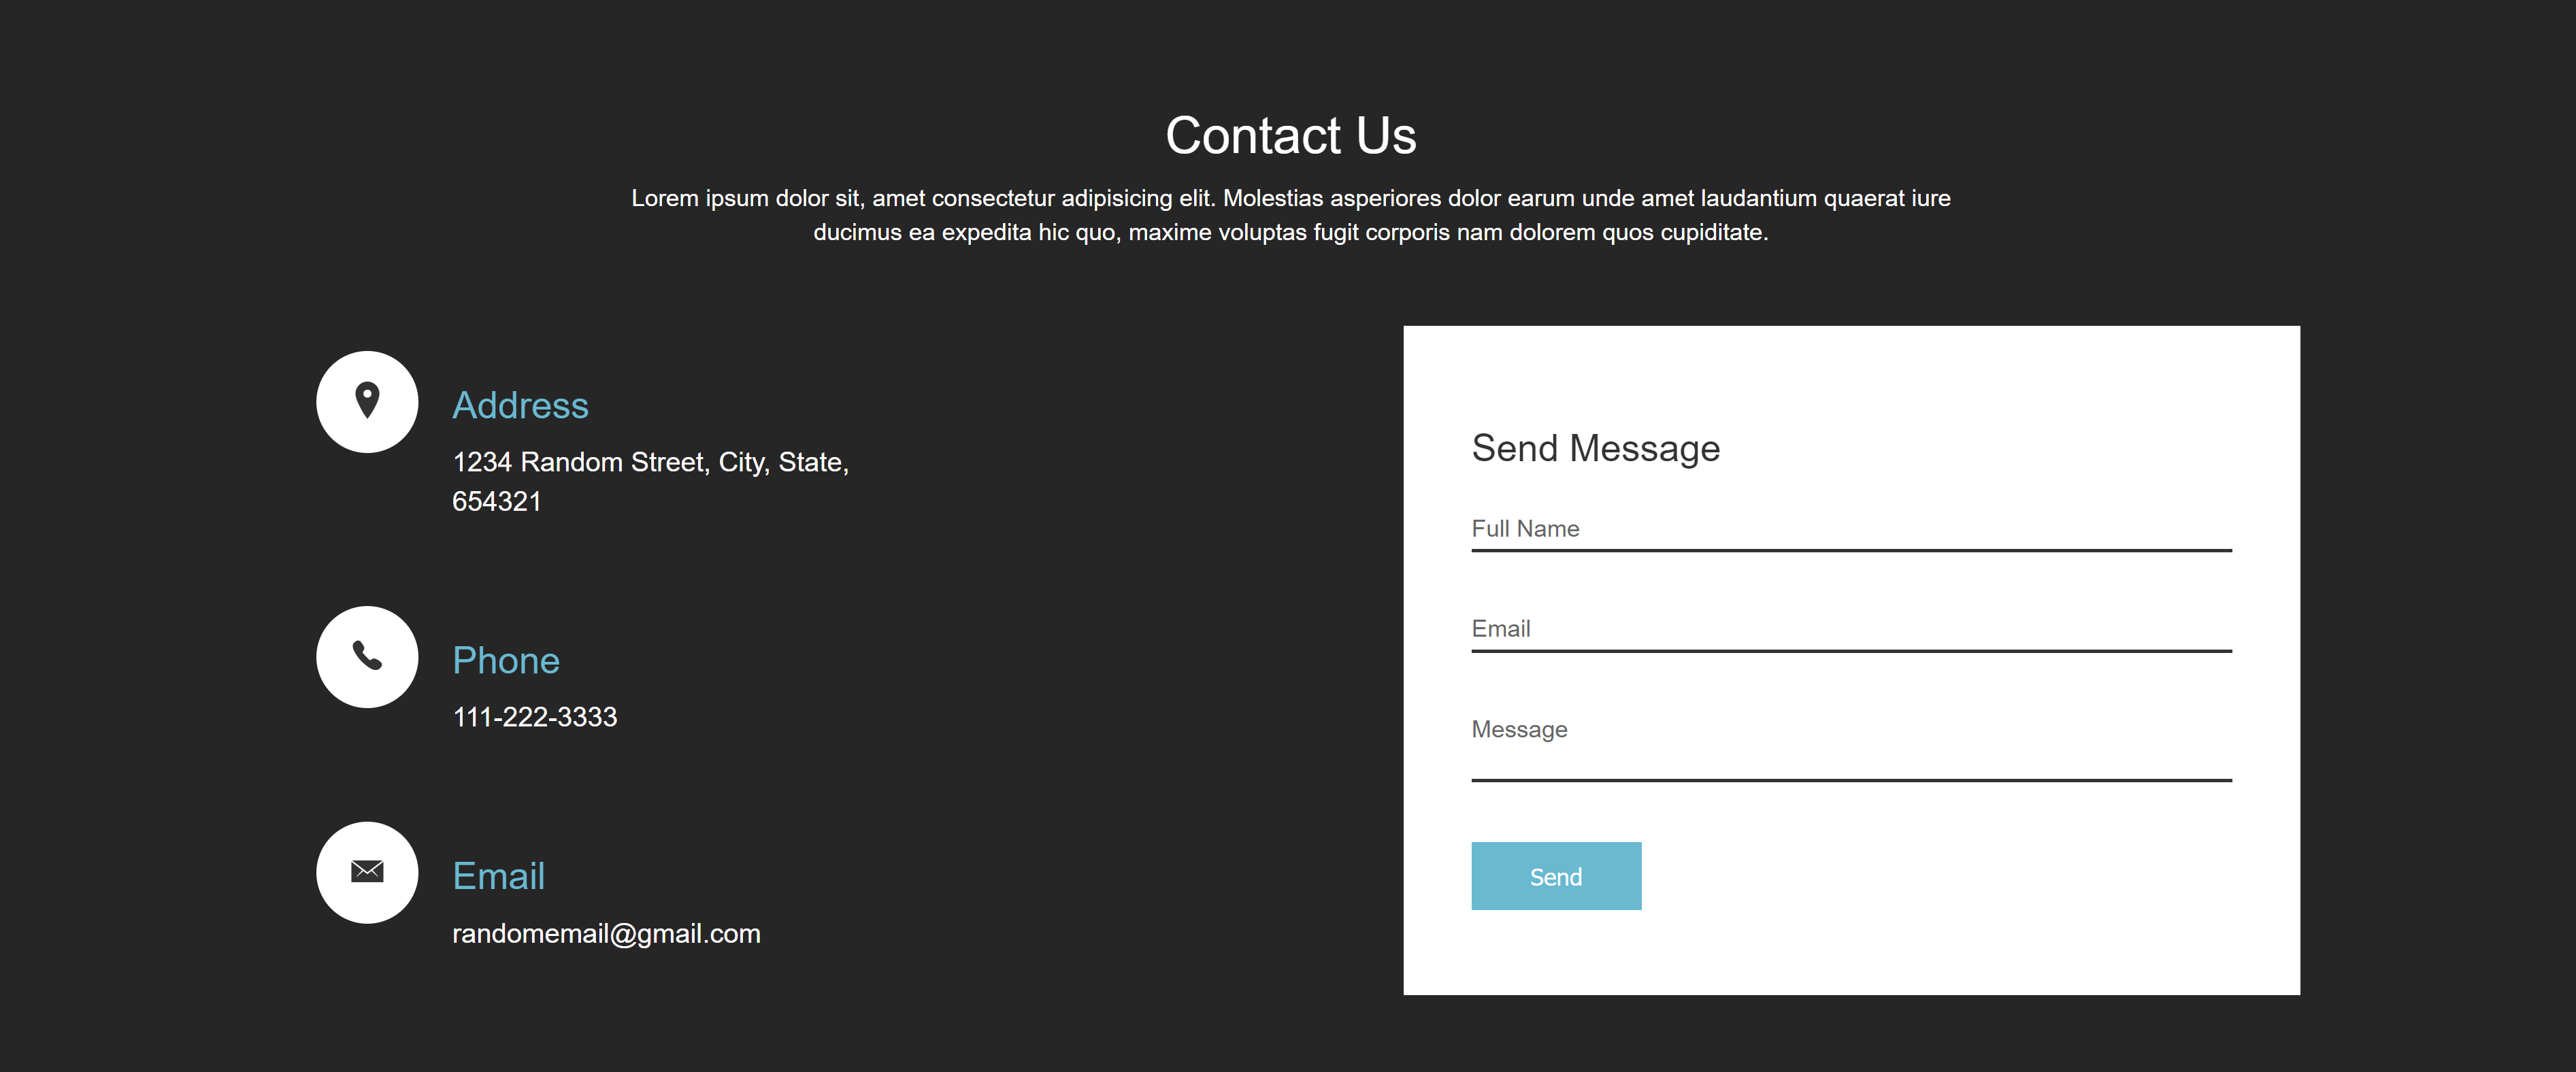 Contact Us
Lorem ipsum dolor sit, amet consectetur adipisicing elit. Molestias asperiores dolor earum unde amet laudantium quaerat iure
ducimus ea expedita hic quo, maxime voluptas fugit corporis nam dolorem quos cupiditate.
Address
1234 Random Street, City, State,
654321
Phone
111-222-3333
Email
randomemail@gmail.com
Send Message
Full Name
Email
Message
Send